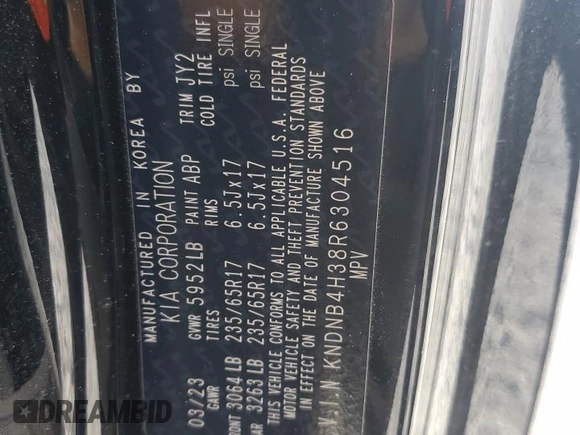 MANUFACTURED IN KOREA BY
KIA CORPORATION
03/23 GVWR 5952LB PAINT ABP TRIM JY2
GAWR TIRES RIMS COLD TIRE INFL
FRONT 3064LB 235/65R17 6.5Jx17 psi SINGLE
REAR 3263LB 235/65R17 6.5Jx17 psi SINGLE
THIS VEHICLE CONFORMS TO ALL APPLICABLE U.S.A. FEDERAL
MOTOR VEHICLE SAFETY AND THEFT PREVENTION STANDARDS
IN EFFECT ON THE DATE OF MANUFACTURE SHOWN ABOVE
V.I.N KNDNB4H38R6304516
MPV
AUTOBIDCAR